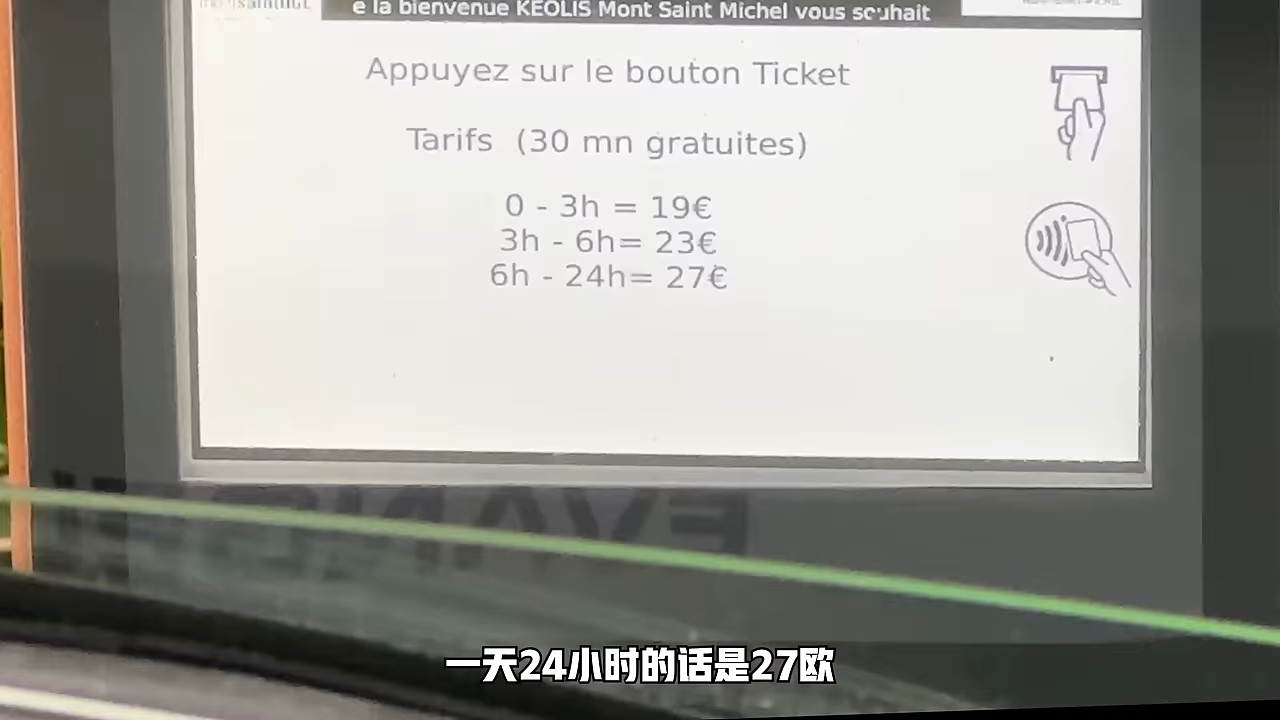 e la bienvenue KEOLIS Mont Saint Michel vous souhait
Appuyez sur le bouton Ticket
Tarifs (30 mn gratuites)
0 - 3h = 19€
3h - 6h= 23€
6h - 24h= 27€
一天24小时的话是27欧